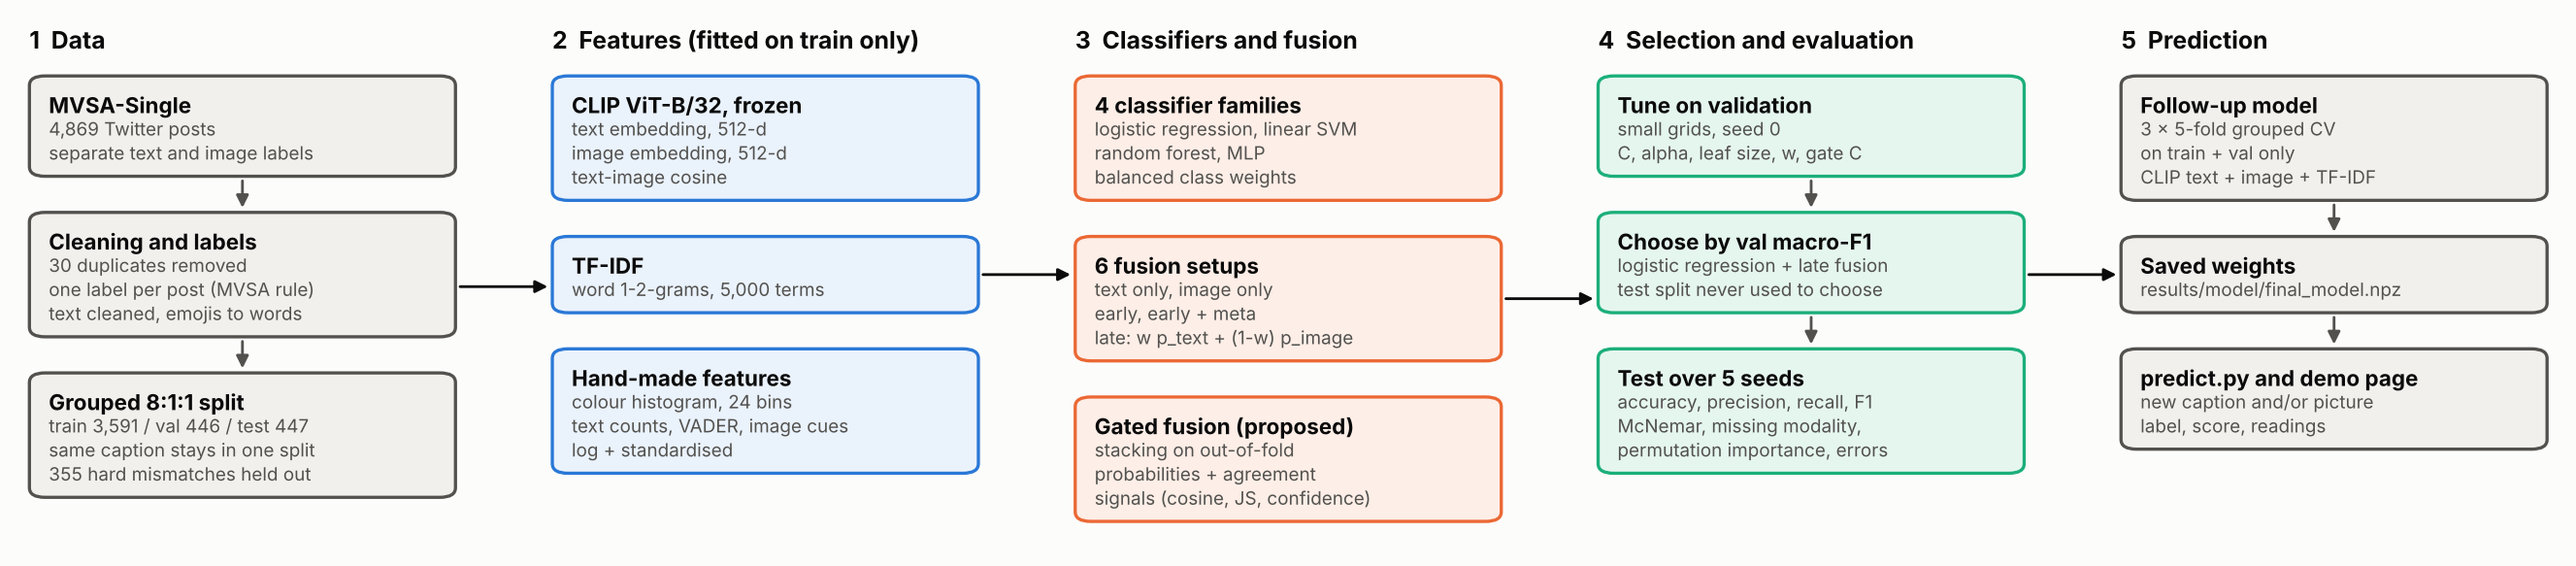 1 Data
MVSA-Single
4,869 Twitter posts
separate text and image labels
Cleaning and labels
30 duplicates removed
one label per post (MVSA rule)
text cleaned, emojis to words
Grouped 8:1:1 split
train 3,591 / val 446 / test 447
same caption stays in one split
355 hard mismatches held out
2 Features (fitted on train only)
CLIP ViT-B/32, frozen
text embedding, 512-d
image embedding, 512-d
text-image cosine
TF-IDF
word 1-2-grams, 5,000 terms
Hand-made features
colour histogram, 24 bins
text counts, VADER, image cues
log + standardised
3 Classifiers and fusion
4 classifier families
logistic regression, linear SVM
random forest, MLP
balanced class weights
6 fusion setups
text only, image only
early, early + meta
late: w p_text + (1-w) p_image
Gated fusion (proposed)
stacking on out-of-fold
probabilities + agreement
signals (cosine, JS, confidence)
4 Selection and evaluation
Tune on validation
small grids, seed 0
C, alpha, leaf size, w, gate C
Choose by val macro-F1
logistic regression + late fusion
test split never used to choose
Test over 5 seeds
accuracy, precision, recall, F1
McNemar, missing modality,
permutation importance, errors
5 Prediction
Follow-up model
3 × 5-fold grouped CV
on train + val only
CLIP text + image + TF-IDF
Saved weights
results/model/final_model.npz
predict.py and demo page
new caption and/or picture
label, score, readings